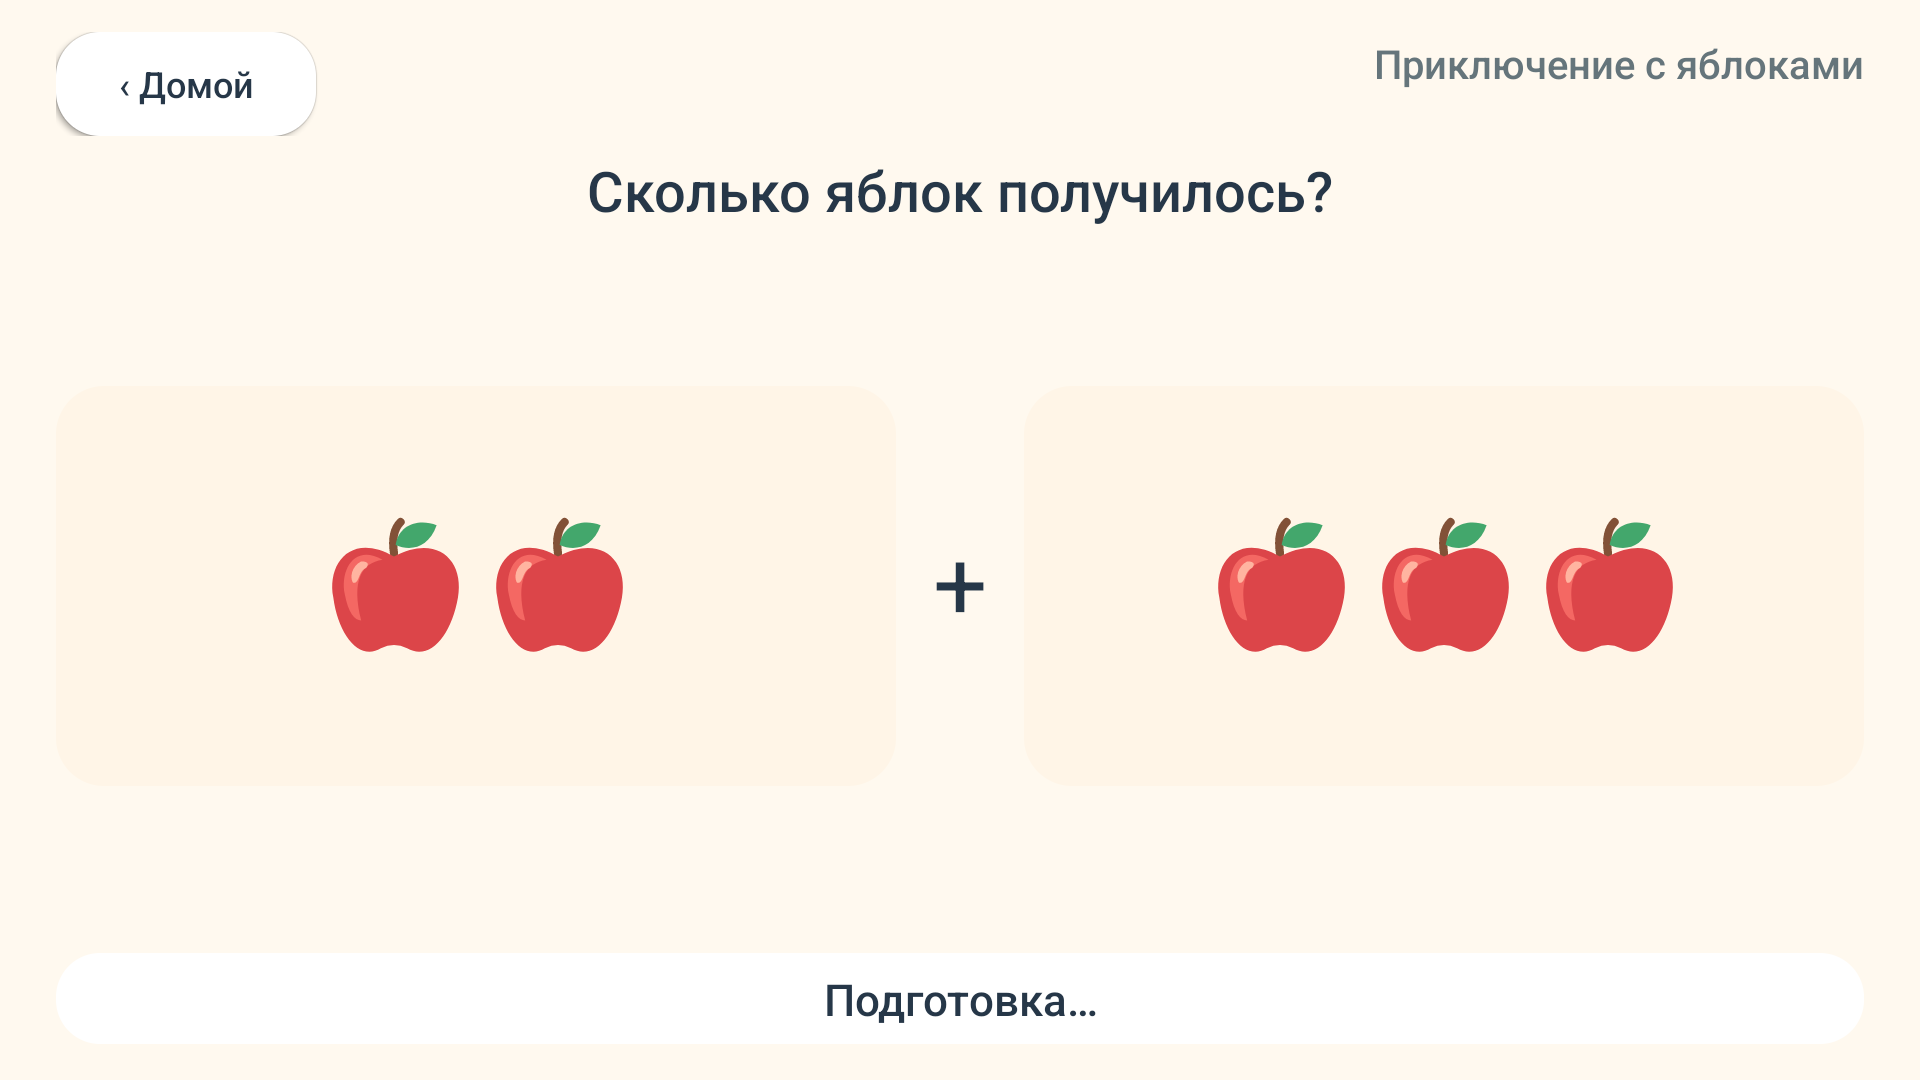 ‹ Домой
Приключение с яблоками
Сколько яблок получилось?
+
Подготовка...